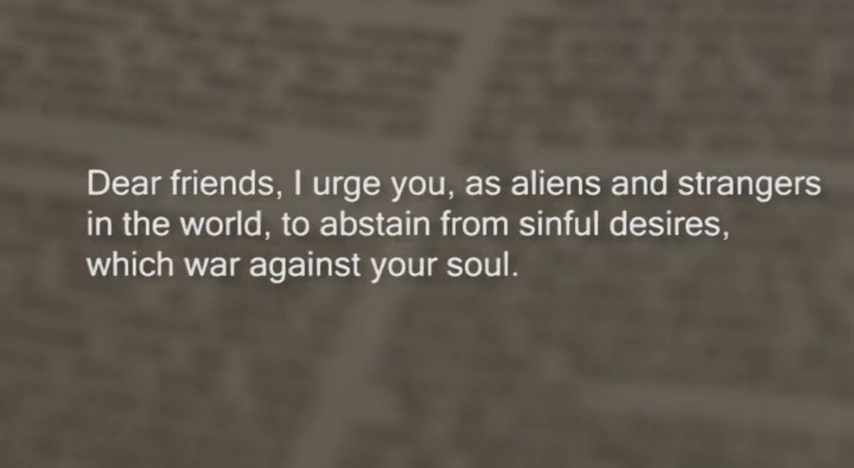 Dear friends, I urge you, as aliens and strangers
in the world, to abstain from sinful desires,
which war against your soul.